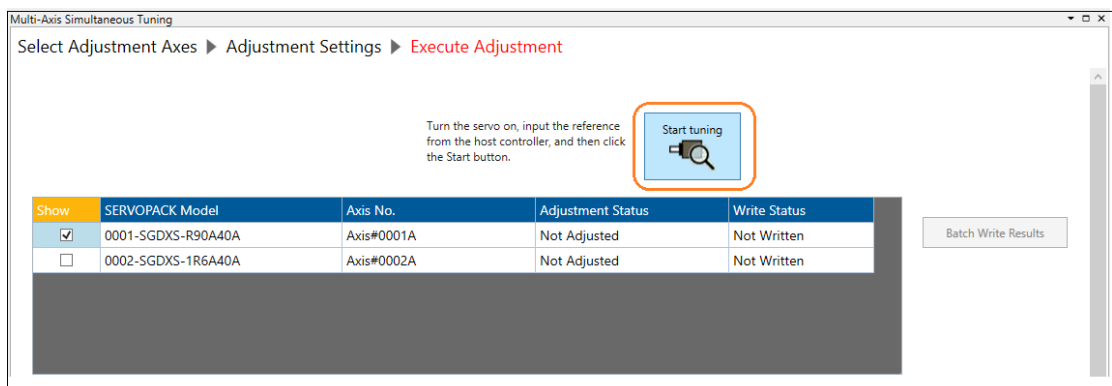 Multi-Axis Simultaneous Tuning
Select Adjustment Axes ▶ Adjustment Settings ▶ Execute Adjustment
Turn the servo on, input the reference
from the host controller, and then click
the Start button.
Start tuning
Show SERVOPACK Model Axis No. Adjustment Status Write Status
0001-SGDXS-R90A40A Axis#0001A Not Adjusted Not Written
0002-SGDXS-1R6A40A Axis#0002A Not Adjusted Not Written
Batch Write Results